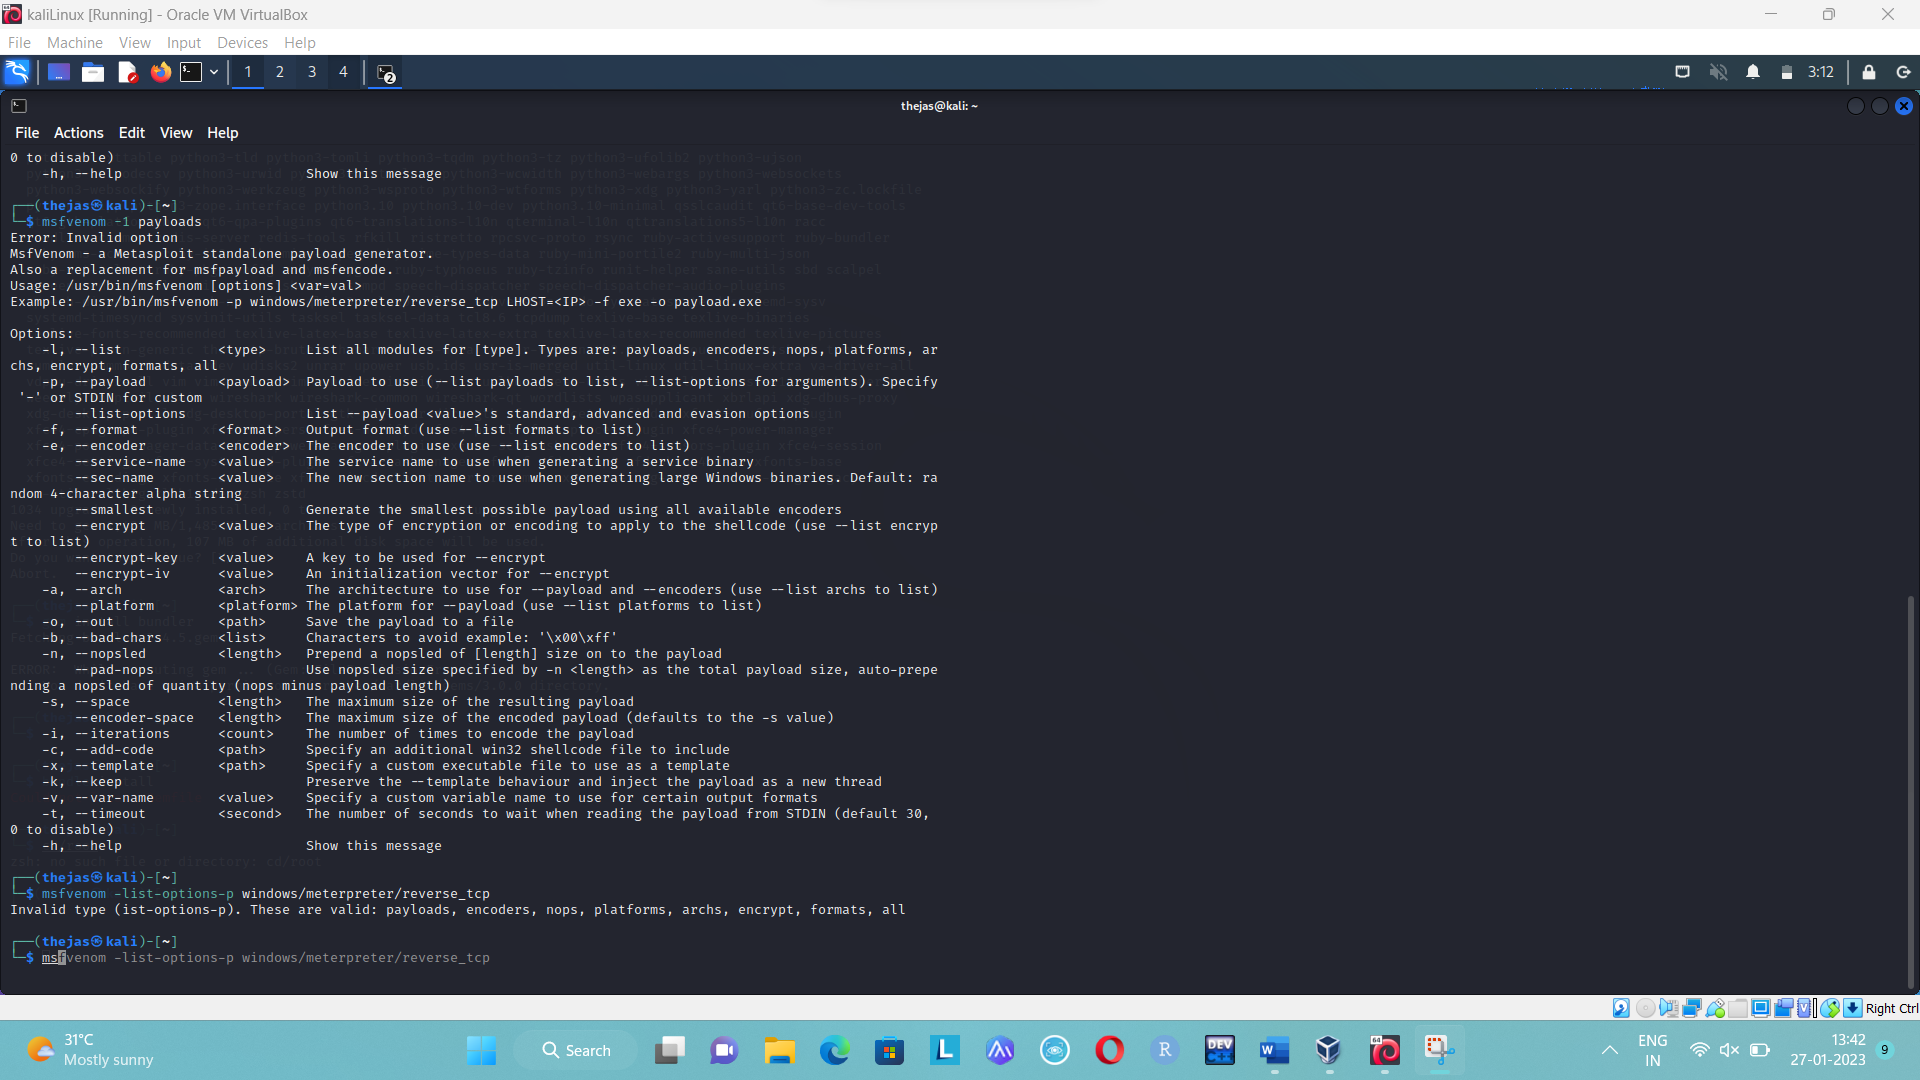 kaliLinux [Running] - Oracle VM VirtualBox
File Machine View Input Devices Help
1 2 3 4 2 3:12
thejas@kali: ~
File Actions Edit View Help
0 to disable)
-h, --help Show this message
┌──(thejas㉿kali)-[~]
└─$ msfvenom -1 payloads
Error: Invalid option
MsfVenom - a Metasploit standalone payload generator.
Also a replacement for msfpayload and msfencode.
Usage: /usr/bin/msfvenom [options] <var=val>
Example: /usr/bin/msfvenom -p windows/meterpreter/reverse_tcp LHOST=<IP> -f exe -o payload.exe
Options:
-l, --list <type> List all modules for [type]. Types are: payloads, encoders, nops, platforms, ar
chs, encrypt, formats, all
-p, --payload <payload> Payload to use (--list payloads to list, --list-options for arguments). Specify
'-' or STDIN for custom
--list-options List --payload <value>'s standard, advanced and evasion options
-f, --format <format> Output format (use --list formats to list)
-e, --encoder <encoder> The encoder to use (use --list encoders to list)
--service-name <value> The service name to use when generating a service binary
--sec-name <value> The new section name to use when generating large Windows binaries. Default: ra
ndom 4-character alpha string
--smallest Generate the smallest possible payload using all available encoders
--encrypt <value> The type of encryption or encoding to apply to the shellcode (use --list encryp
t to list)
--encrypt-key <value> A key to be used for --encrypt
--encrypt-iv <value> An initialization vector for --encrypt
-a, --arch <arch> The architecture to use for --payload and --encoders (use --list archs to list)
--platform <platform> The platform for --payload (use --list platforms to list)
-o, --out <path> Save the payload to a file
-b, --bad-chars <list> Characters to avoid example: '\x00\xff'
-n, --nopsled <length> Prepend a nopsled of [length] size on to the payload
--pad-nops Use nopsled size specified by -n <length> as the total payload size, auto-prepe
nding a nopsled of quantity (nops minus payload length)
-s, --space <length> The maximum size of the resulting payload
--encoder-space <length> The maximum size of the encoded payload (defaults to the -s value)
-i, --iterations <count> The number of times to encode the payload
-c, --add-code <path> Specify an additional win32 shellcode file to include
-x, --template <path> Specify a custom executable file to use as a template
-k, --keep Preserve the --template behaviour and inject the payload as a new thread
-v, --var-name <value> Specify a custom variable name to use for certain output formats
-t, --timeout <second> The number of seconds to wait when reading the payload from STDIN (default 30,
0 to disable)
-h, --help Show this message
┌──(thejas㉿kali)-[~]
└─$ msfvenom -list-options-p windows/meterpreter/reverse_tcp
Invalid type (ist-options-p). These are valid: payloads, encoders, nops, platforms, archs, encrypt, formats, all
┌──(thejas㉿kali)-[~]
└─$ msfvenom -list-options-p windows/meterpreter/reverse_tcp
Right Ctrl
31°C
Mostly sunny
Search
ENG
IN
13:42
27-01-2023
9